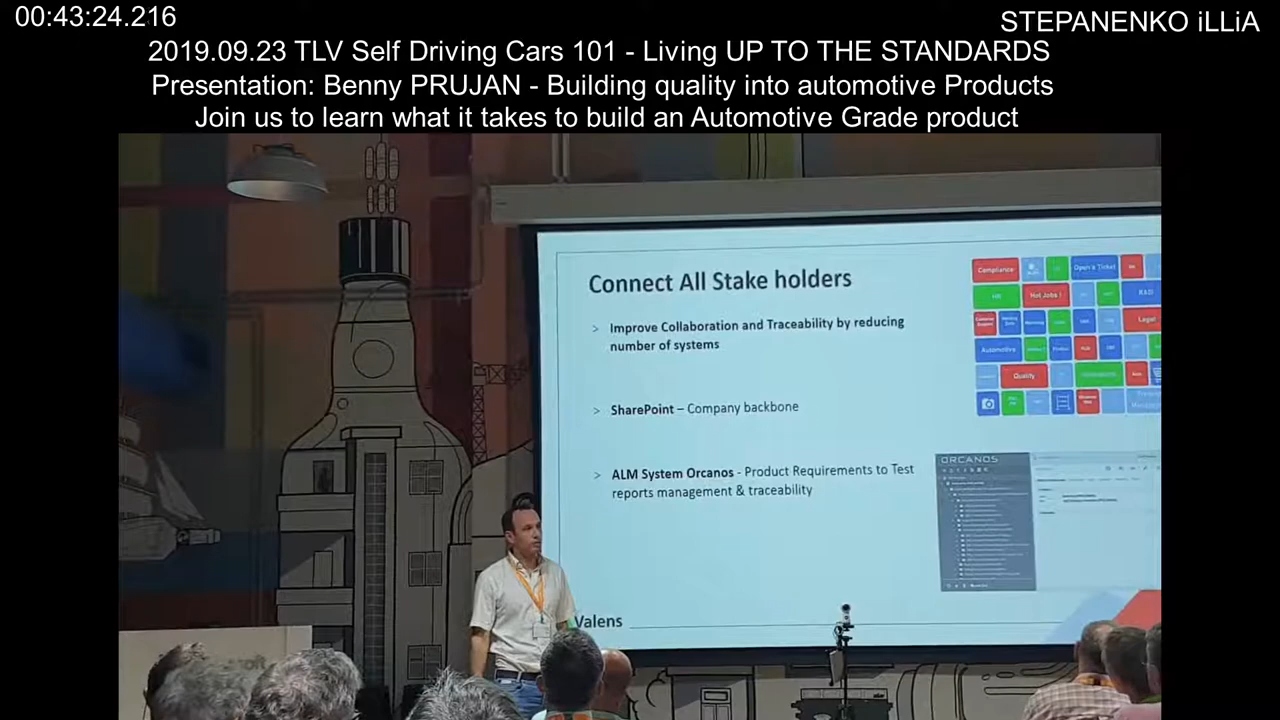 00:43:24.216
STEPANENKO iLLiA
2019.09.23 TLV Self Driving Cars 101 - Living UP TO THE STANDARDS
Presentation: Benny PRUJAN - Building quality into automotive Products
Join us to learn what it takes to build an Automotive Grade product
Connect All Stake holders
> Improve Collaboration and Traceability by reducing
number of systems
> SharePoint – Company backbone
> ALM System Orcanos - Product Requirements to Test
reports management & traceability
Valens
Compliance
Open a Ticket
HR
Hot Jobs !
R&D
Legal
Automotive
Quality
ORCANOS